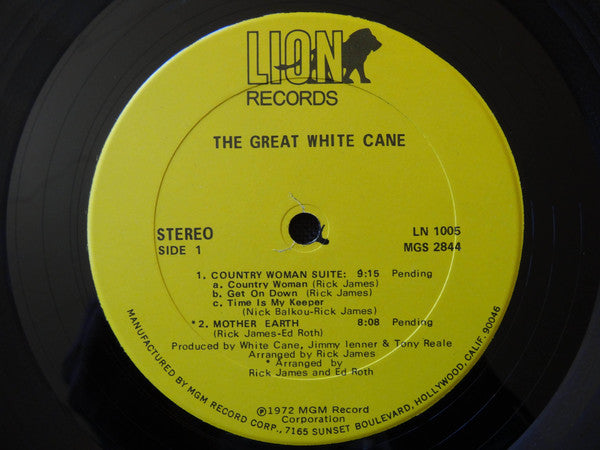 LION
RECORDS
THE GREAT WHITE CANE
STEREO
SIDE 1
LN 1005
MGS 2844
1. COUNTRY WOMAN SUITE: 9:15 Pending
a. Country Woman (Rick James)
b. Get On Down (Rick James)
c. Time Is My Keeper
(Nick Balkou-Rick James)
*2. MOTHER EARTH 8:08 Pending
(Rick James-Ed Roth)
Produced by White Cane, Jimmy Ienner & Tony Reale
Arranged by Rick James
* Arranged by
Rick James and Ed Roth
℗1972 MGM Record
Corporation
MANUFACTURED BY MGM RECORD CORP., 7165 SUNSET BOULEVARD, HOLLYWOOD, CALIF. 90046